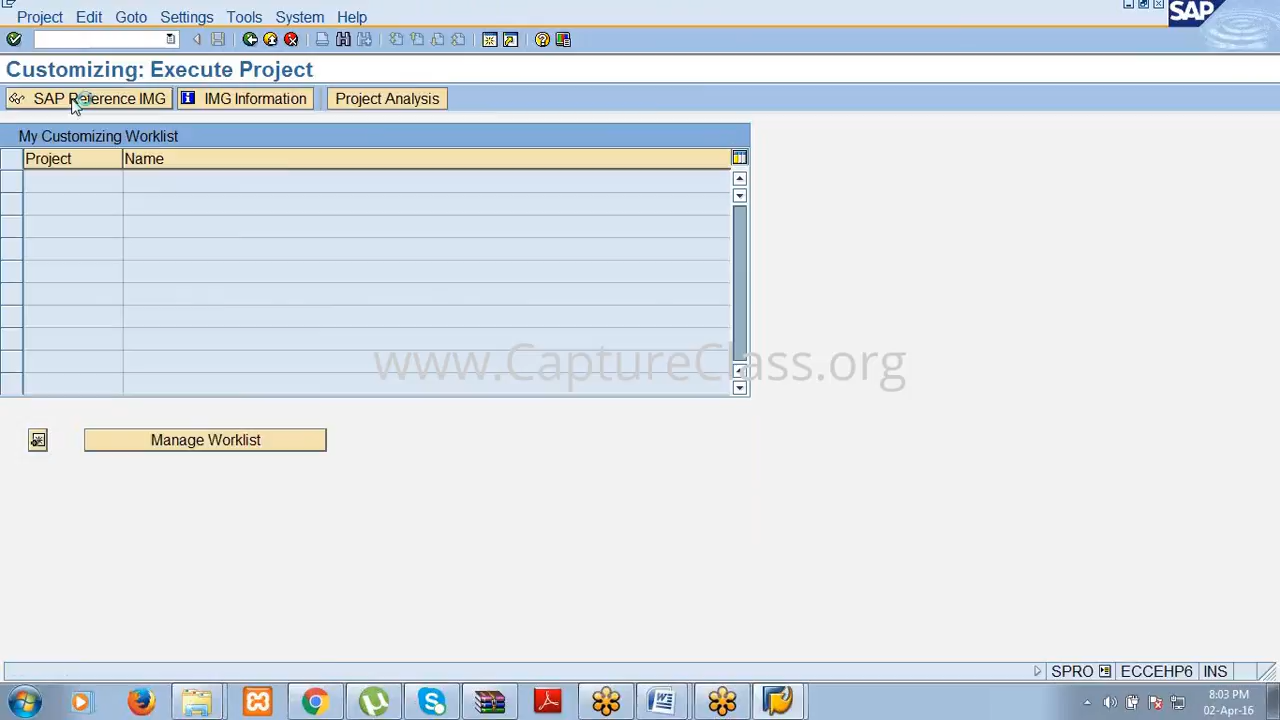 Project Edit Goto Settings Tools System Help
SAP
Customizing: Execute Project
SAP Reference IMG IMG Information Project Analysis
My Customizing Worklist
Project Name
www.CaptureClass.org
Manage Worklist
SPRO ECCEHP6 INS
8:03 PM
02-Apr-16